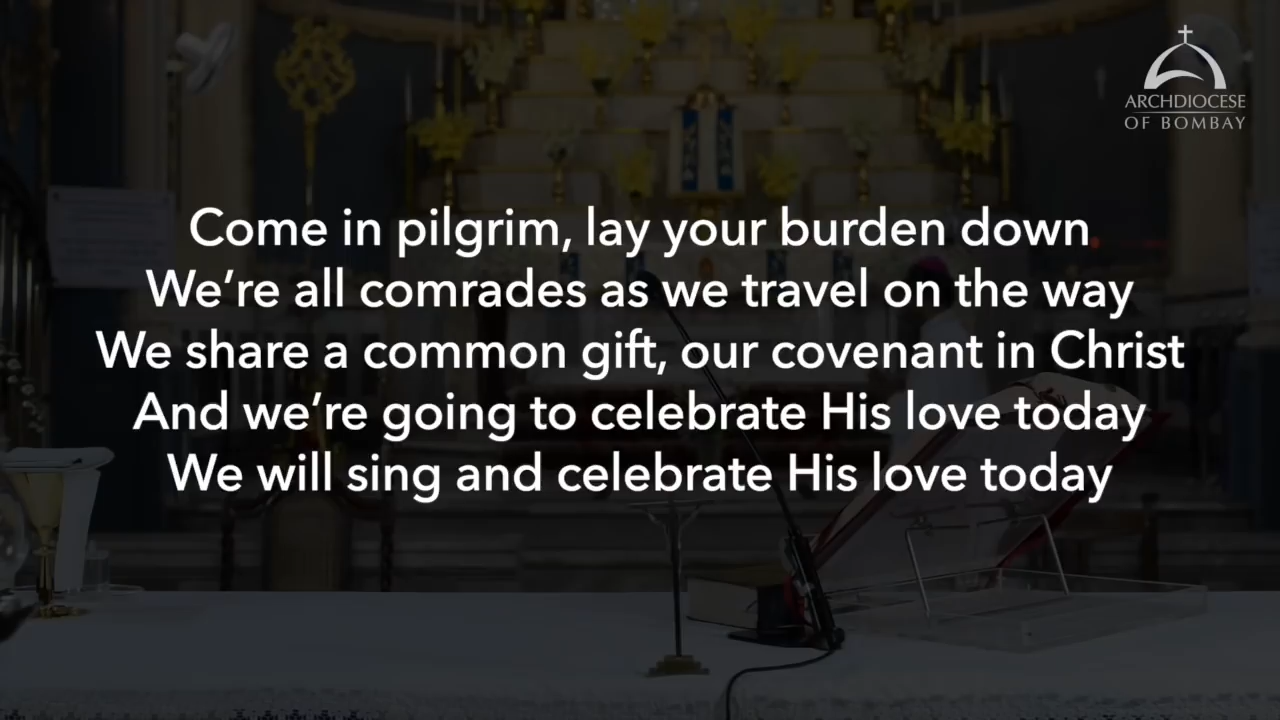 ARCHDIOCESE
OF BOMBAY
Come in pilgrim, lay your burden down
We’re all comrades as we travel on the way
We share a common gift, our covenant in Christ
And we’re going to celebrate His love today
We will sing and celebrate His love today